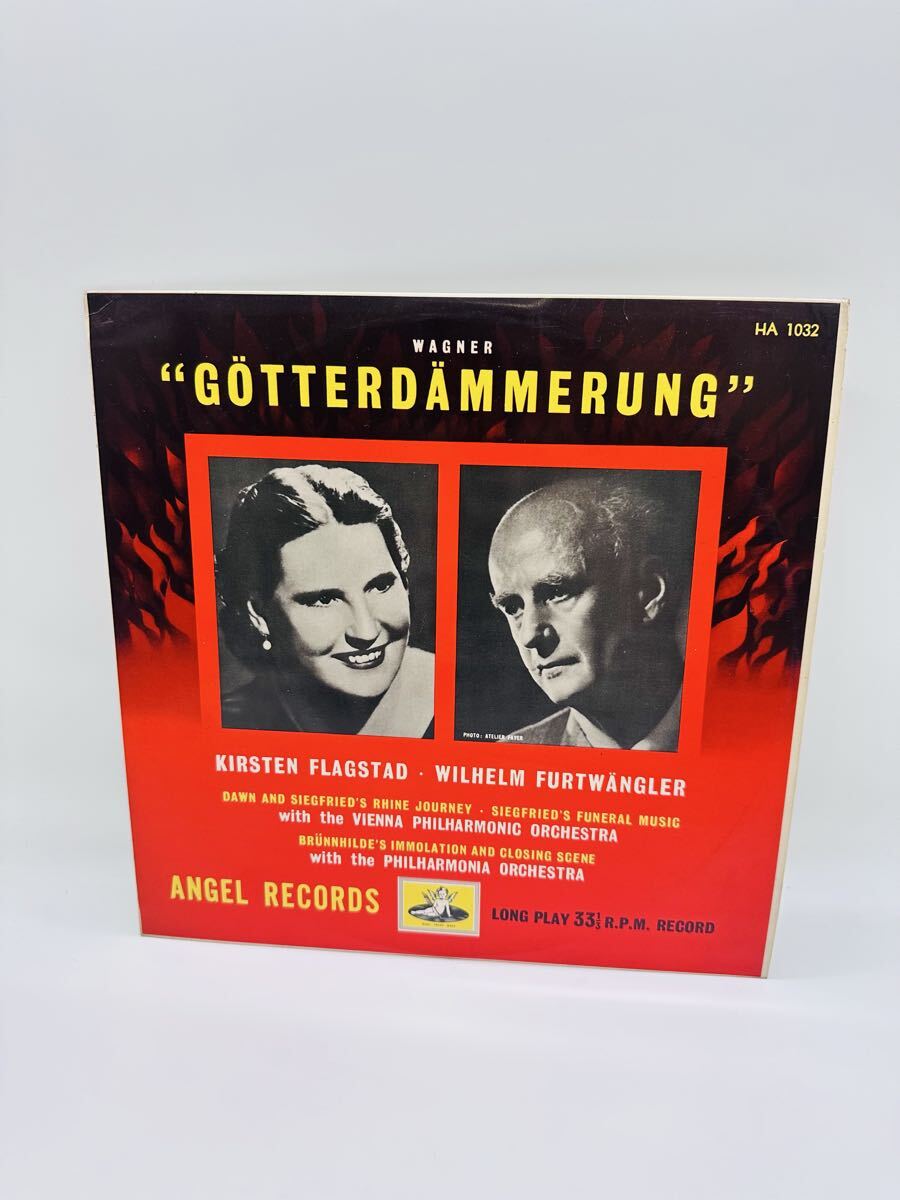 HA 1032
WAGNER
“GÖTTERDÄMMERUNG”
PHOTO: ATELIER FAYER
KIRSTEN FLAGSTAD · WILHELM FURTWÄNGLER
DAWN AND SIEGFRIED'S RHINE JOURNEY · SIEGFRIED'S FUNERAL MUSIC
with the VIENNA PHILHARMONIC ORCHESTRA
BRÜNNHILDE'S IMMOLATION AND CLOSING SCENE
with the PHILHARMONIA ORCHESTRA
ANGEL RECORDS
LONG PLAY 33⅓ R.P.M. RECORD